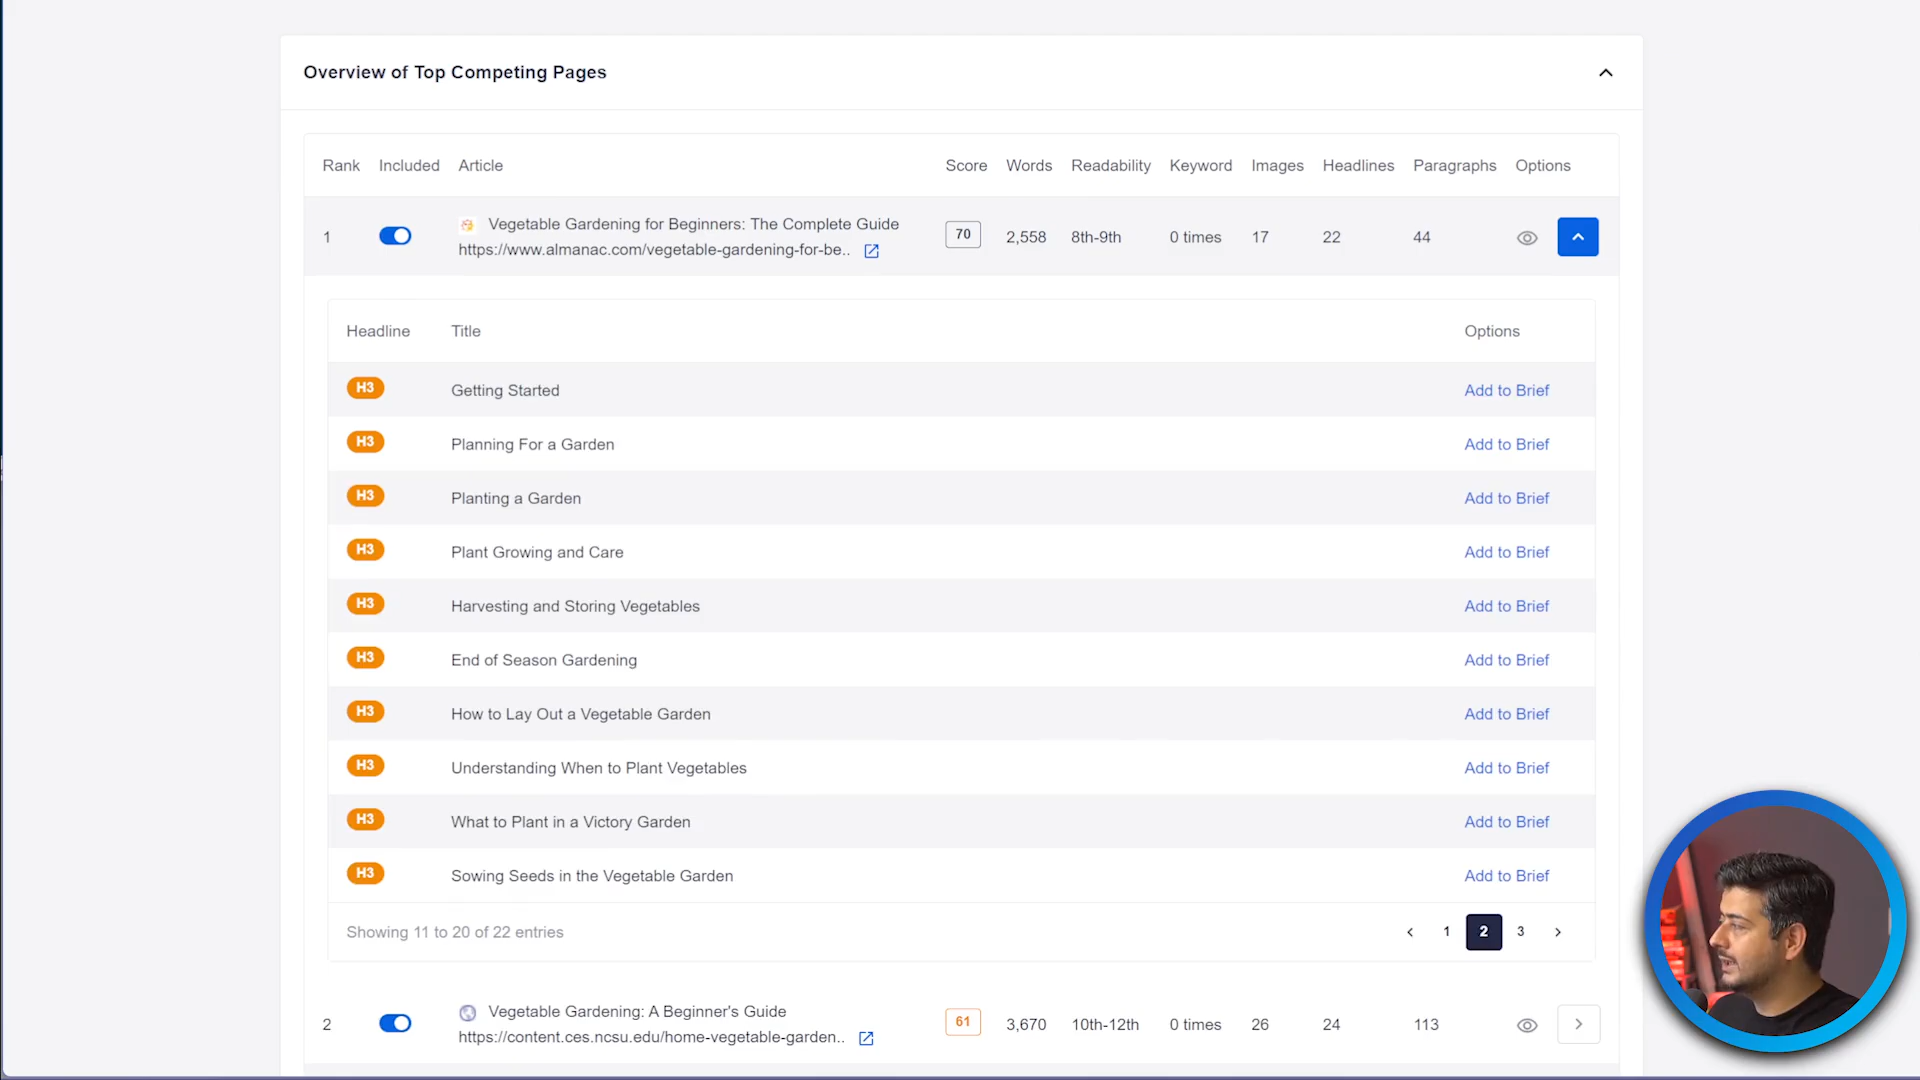 Overview of Top Competing Pages
Rank Included Article Score Words Readability Keyword Images Headlines Paragraphs Options
1 Vegetable Gardening for Beginners: The Complete Guide 70 2,558 8th-9th 0 times 17 22 44
https://www.almanac.com/vegetable-gardening-for-be..
Headline Title Options
H3 Getting Started Add to Brief
H3 Planning For a Garden Add to Brief
H3 Planting a Garden Add to Brief
H3 Plant Growing and Care Add to Brief
H3 Harvesting and Storing Vegetables Add to Brief
H3 End of Season Gardening Add to Brief
H3 How to Lay Out a Vegetable Garden Add to Brief
H3 Understanding When to Plant Vegetables Add to Brief
H3 What to Plant in a Victory Garden Add to Brief
H3 Sowing Seeds in the Vegetable Garden Add to Brief
Showing 11 to 20 of 22 entries 1 2 3
2 Vegetable Gardening: A Beginner's Guide 61 3,670 10th-12th 0 times 26 24 113
https://content.ces.ncsu.edu/home-vegetable-garden..